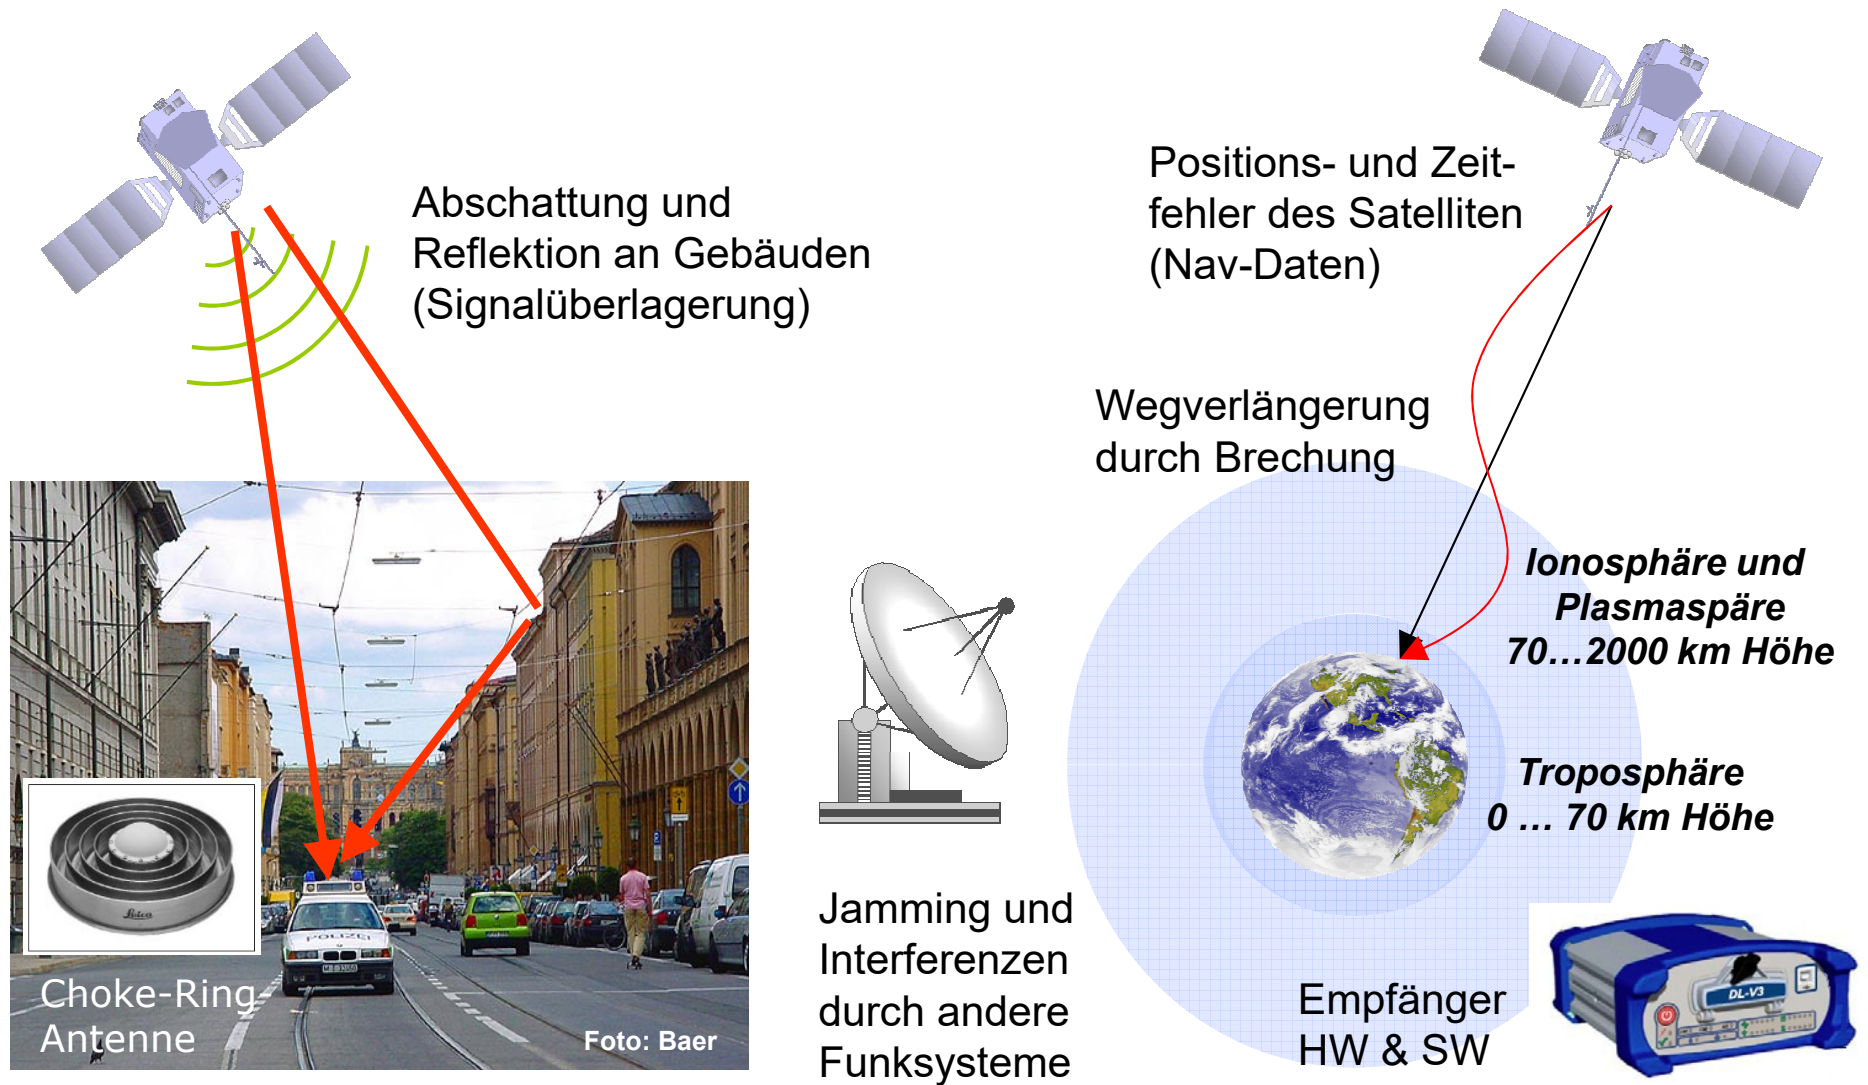 Abschattung und
Reflektion an Gebäuden
(Signalüberlagerung)
Positions- und Zeit-
fehler des Satelliten
(Nav-Daten)
Wegverlängerung
durch Brechung
Ionosphäre und
Plasmaspäre
70…2000 km Höhe
Troposphäre
0 … 70 km Höhe
Leica
POLIZEI
Choke-Ring-
Antenne
Foto: Baer
Jamming und
Interferenzen
durch andere
Funksysteme
Empfänger
HW & SW
DL-V3